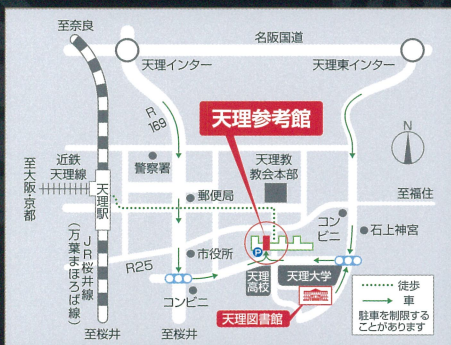 至奈良
名阪国道
天理インター
天理東インター
R
169
天理参考館
N
近鉄
天理線
警察署
天理教
教会本部
至大阪・京都
天理駅
郵便局
至福住
コン
ビニ
石上神宮
JR桜井線
(万葉まほろば線)
市役所
P
R25
天理
高校
天理大学
コンビニ
天理図書館
徒歩
車
駐車を制限する
ことがあります
至桜井
至桜井